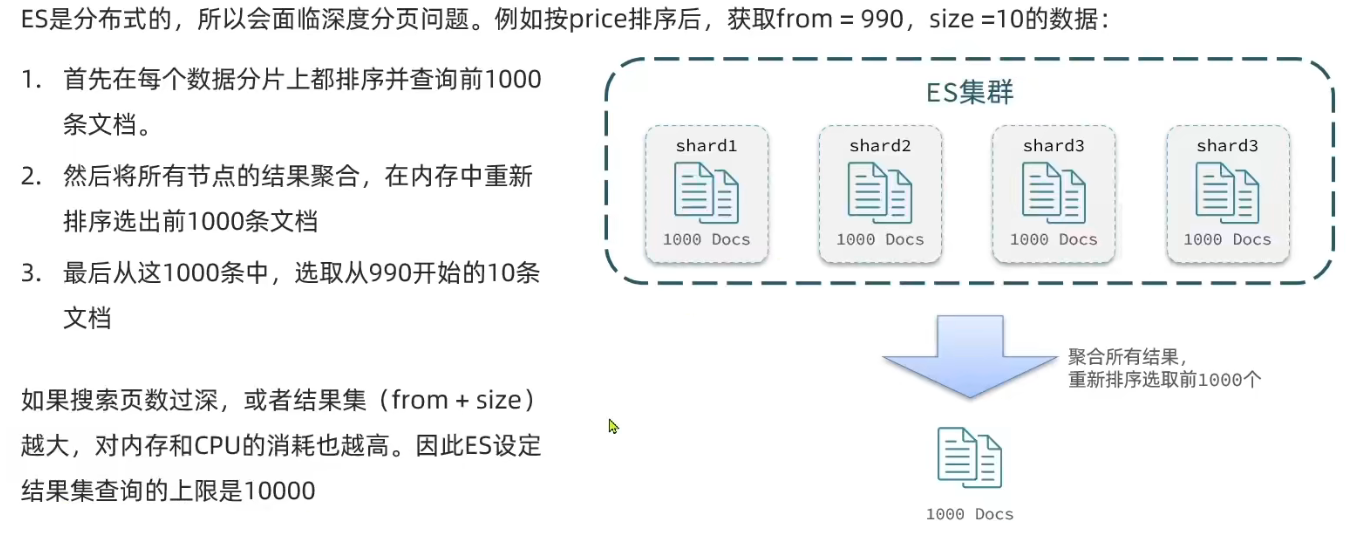 ES是分布式的，所以会面临深度分页问题。例如按price排序后，获取from = 990，size =10的数据：
1. 首先在每个数据分片上都排序并查询前1000
条文档。
2. 然后将所有节点的结果聚合，在内存中重新
排序选出前1000条文档
3. 最后从这1000条中，选取从990开始的10条
文档
如果搜索页数过深，或者结果集（from + size）
越大，对内存和CPU的消耗也越高。因此ES设定
结果集查询的上限是10000
ES集群
shard1
1000 Docs
shard2
1000 Docs
shard3
1000 Docs
shard3
1000 Docs
聚合所有结果，
重新排序选取前1000个
1000 Docs